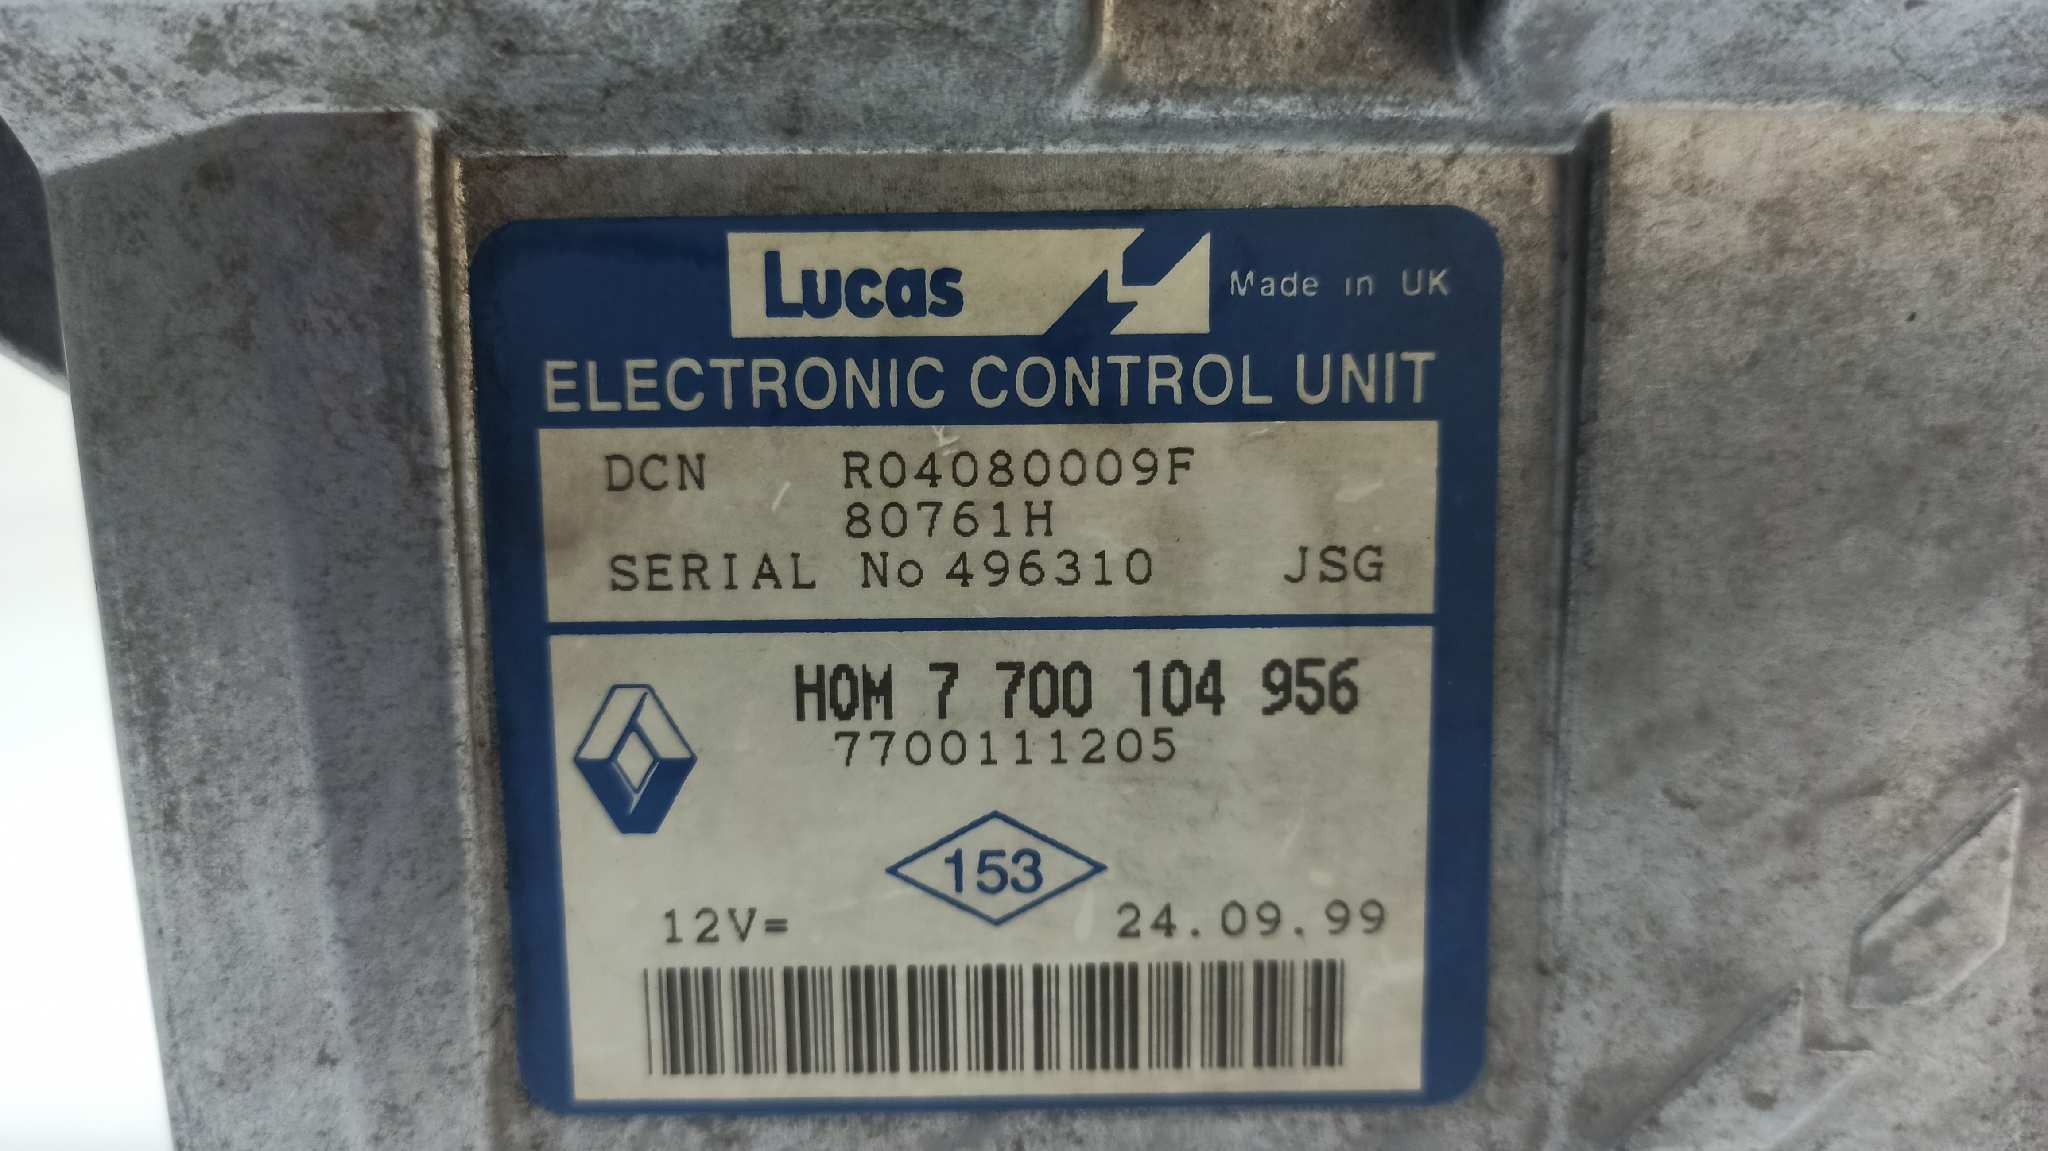 Lucas Made in UK
ELECTRONIC CONTROL UNIT
DCN R04080009F
80761H
SERIAL No 496310 JSG
HOM 7 700 104 956
7700111205
153
12V= 24.09.99